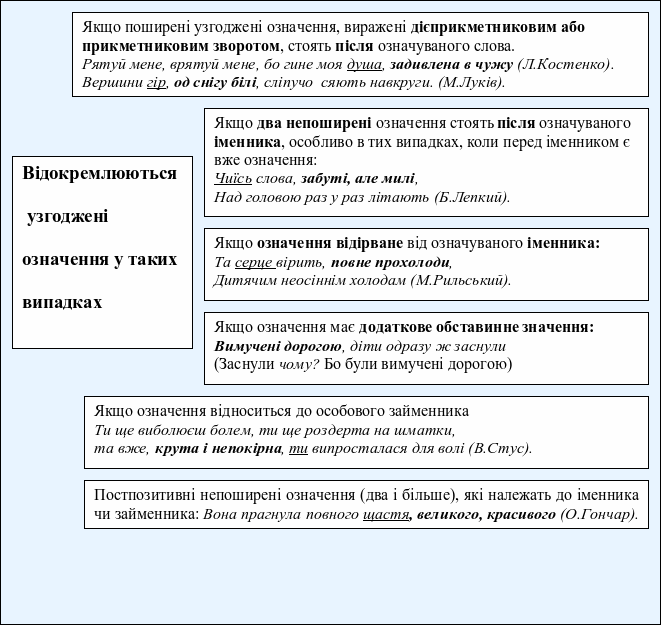 Якщо поширені узгоджені означення, виражені дієприкметниковим або
прикметниковим зворотом, стоять після означуваного слова.
Рятуй мене, врятуй мене, бо гине моя душа, задивлена в чужу (Л.Костенко).
Вершини гір, од снігу білі, сліпучо сяють навкруги. (М.Луків).
Якщо два непоширені означення стоять після означуваного
іменника, особливо в тих випадках, коли перед іменником є
вже означення:
Чиїсь слова, забуті, але милі,
Над головою раз у раз літають (Б.Лепкий).
Відокремлюються
узгоджені
означення у таких
випадках
Якщо означення відірване від означуваного іменника:
Та серце вірить, повне прохолоди,
Дитячим неосіннім холодам (М.Рильський).
Якщо означення має додаткове обставинне значення:
Вимучені дорогою, діти одразу ж заснули
(Заснули чому? Бо були вимучені дорогою)
Якщо означення відноситься до особового займенника
Ти ще виболюєш болем, ти ще роздерта на шматки,
та вже, крута і непокірна, ти випросталася для волі (В.Стус).
Постпозитивні непоширені означення (два і більше), які належать до іменника
чи займенника: Вона прагнула повного щастя, великого, красивого (О.Гончар).